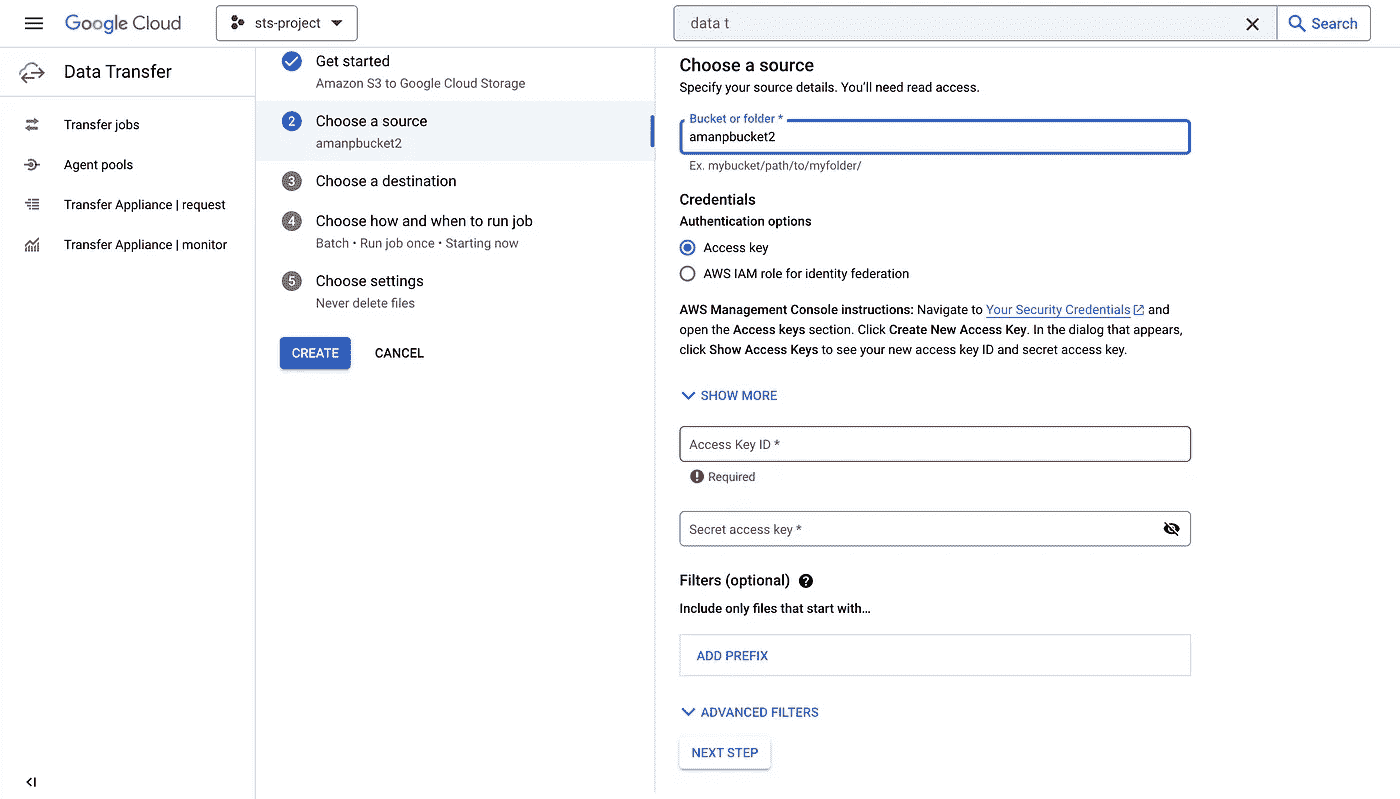 Google Cloud
sts-project
data t
Search
Data Transfer
Transfer jobs
Agent pools
Transfer Appliance | request
Transfer Appliance | monitor
Get started
Amazon S3 to Google Cloud Storage
2
Choose a source
amanpbucket2
3
Choose a destination
4
Choose how and when to run job
Batch • Run job once • Starting now
5
Choose settings
Never delete files
CREATE
CANCEL
Choose a source
Specify your source details. You’ll need read access.
Bucket or folder *
amanpbucket2
Ex. mybucket/path/to/myfolder/
Credentials
Authentication options
Access key
AWS IAM role for identity federation
AWS Management Console instructions: Navigate to Your Security Credentials and
open the Access keys section. Click Create New Access Key. In the dialog that appears,
click Show Access Keys to see your new access key ID and secret access key.
SHOW MORE
Access Key ID *
Required
Secret access key *
Filters (optional)
Include only files that start with…
ADD PREFIX
ADVANCED FILTERS
NEXT STEP